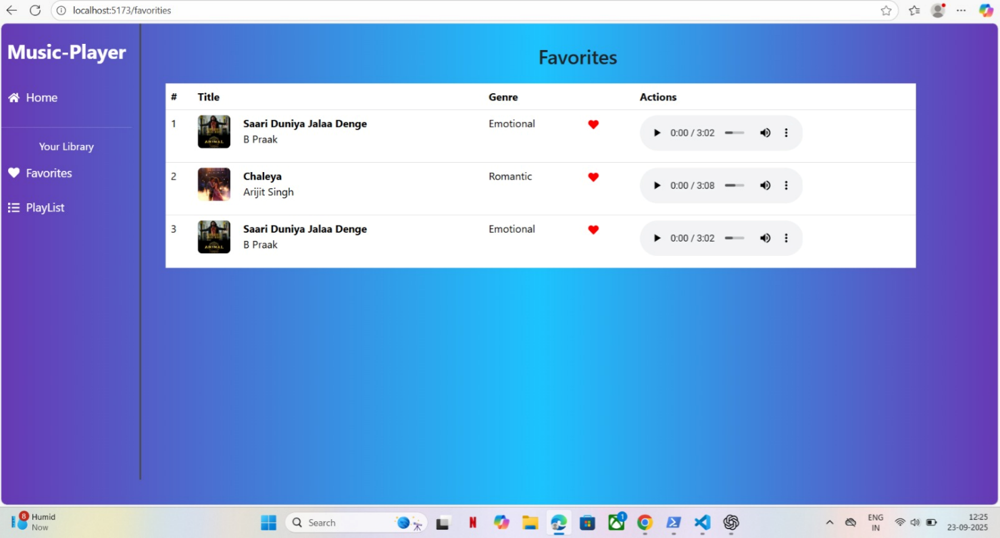 localhost:5173/favorities
Music-Player
Home
Your Library
Favorites
PlayList
Favorites
# Title Genre Actions
1 Saari Duniya Jalaa Denge Emotional 0:00 / 3:02
B Praak
2 Chaleya Romantic 0:00 / 3:08
Arijit Singh
3 Saari Duniya Jalaa Denge Emotional 0:00 / 3:02
B Praak
8 Humid
Now
Search
N
1
ENG
IN
12:25
23-09-2025